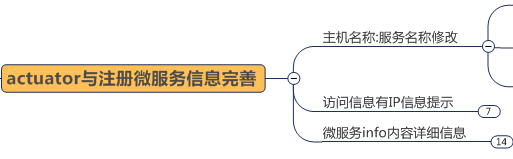 主机名称:服务名称修改
actuator与注册微服务信息完善
访问信息有IP信息提示
7
微服务info内容详细信息
14